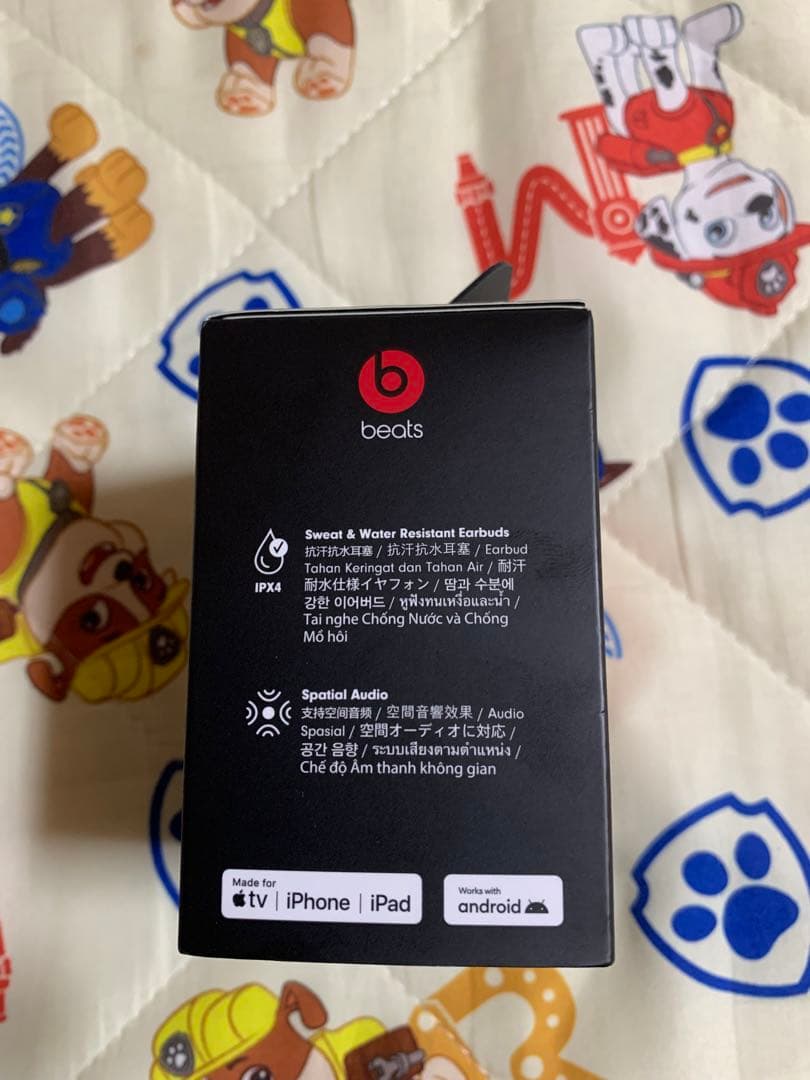 b
beats
Sweat & Water Resistant Earbuds
抗汗抗水耳塞 / 抗汗抗水耳塞 / Earbud
Tahan Keringat dan Tahan Air / 耐汗
耐水仕様イヤフォン / 땀과 수분에
강한 이어버드 / หูฟังทนเหงื่อและน้ำ /
Tai nghe Chống Nước và Chống
Mồ hôi
IPX4
Spatial Audio
支持空间音频 / 空間音響效果 / Audio
Spasial / 空間オーディオに対応 /
공간 음향 / ระบบเสียงตามตำแหน่ง /
Chế độ Âm thanh không gian
Made for
tv | iPhone | iPad
Works with
android